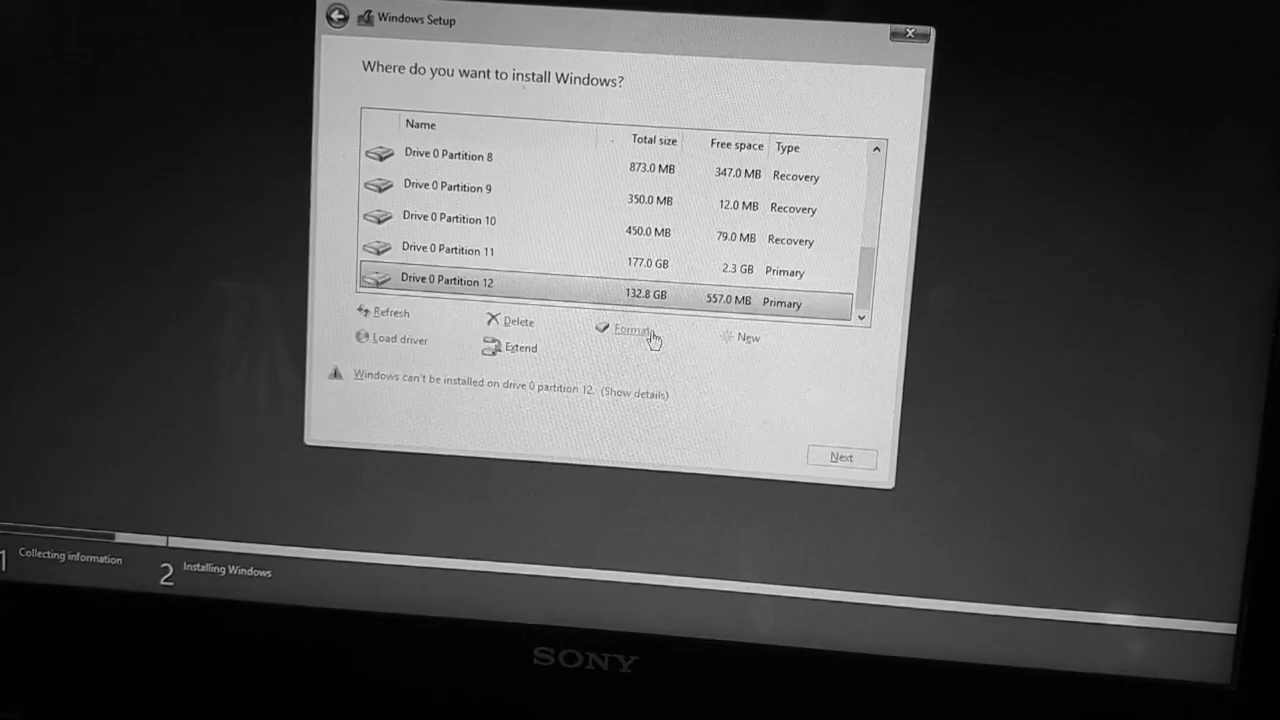 Windows Setup
Where do you want to install Windows?
Name Total size Free space Type
Drive 0 Partition 8 873.0 MB 347.0 MB Recovery
Drive 0 Partition 9 350.0 MB 12.0 MB Recovery
Drive 0 Partition 10 450.0 MB 79.0 MB Recovery
Drive 0 Partition 11 177.0 GB 2.3 GB Primary
Drive 0 Partition 12 132.8 GB 557.0 MB Primary
Refresh Delete Format New
Load driver Extend
Windows can't be installed on drive 0 partition 12. (Show details)
Next
1 Collecting information
2 Installing Windows
SONY